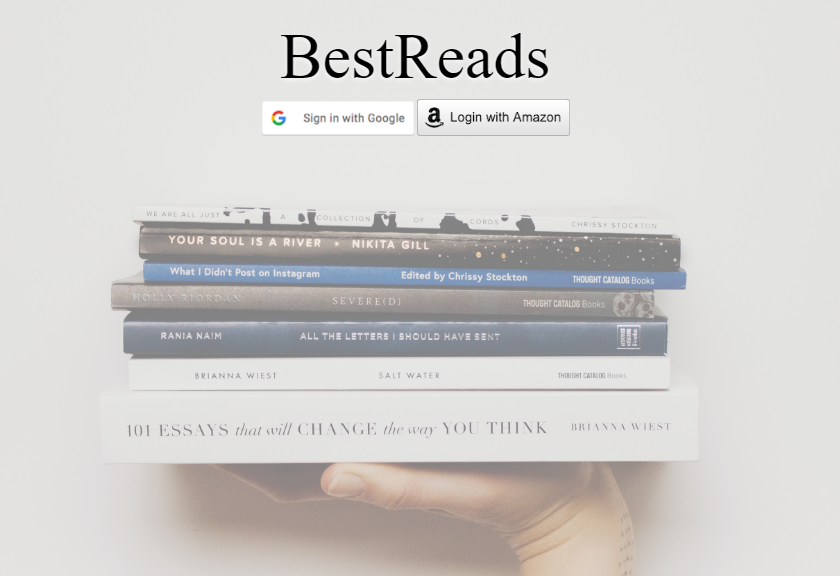 BestReads
Sign in with Google
a Login with Amazon
WE ARE ALL JUST A COLLECTION OF CORDS CHRISSY STOCKTON
YOUR SOUL IS A RIVER • NIKITA GILL
What I Didn't Post on Instagram Edited by Chrissy Stockton THOUGHT CATALOG Books
HOLLY RIORDAN SEVERE(D) THOUGHT CATALOG Books
RANIA NAIM ALL THE LETTERS I SHOULD HAVE SENT
BRIANNA WIEST SALT WATER THOUGHT CATALOG Books
101 ESSAYS that will CHANGE the way YOU THINK BRIANNA WIEST